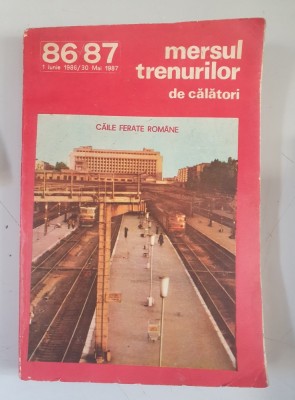 86 87
1 Iunie 1986/30 Mai 1987
mersul
trenurilor
de călători
CĂILE FERATE ROMÂNE